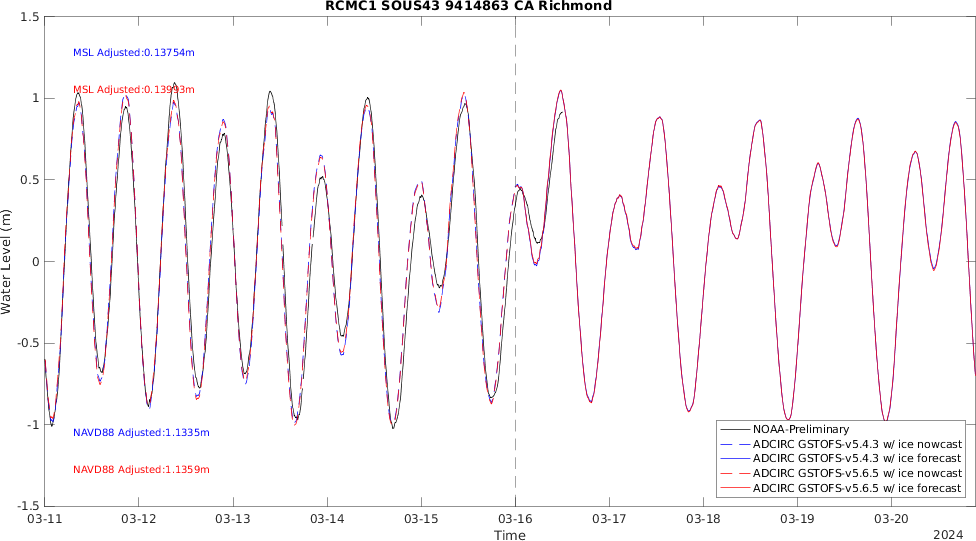 RCMC1 SOUS43 9414863 CA Richmond
1.5
1
0.5
0
-0.5
-1
-1.5
Water Level (m)
MSL Adjusted:0.13754m
MSL Adjusted:0.13993m
NAVD88 Adjusted:1.1335m
NAVD88 Adjusted:1.1359m
NOAA-Preliminary
ADCIRC GSTOFS-v5.4.3 w/ ice nowcast
ADCIRC GSTOFS-v5.4.3 w/ ice forecast
ADCIRC GSTOFS-v5.6.5 w/ ice nowcast
ADCIRC GSTOFS-v5.6.5 w/ ice forecast
03-11 03-12 03-13 03-14 03-15 03-16 03-17 03-18 03-19 03-20
Time
2024